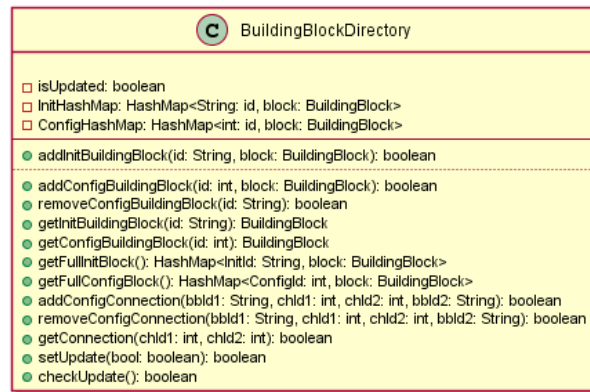 C BuildingBlockDirectory
isUpdated: boolean
InitHashMap: HashMap<String: id, block: BuildingBlock>
ConfigHashMap: HashMap<int: id, block: BuildingBlock>
addInitBuildingBlock(id: String, block: BuildingBlock): boolean
addConfigBuildingBlock(id: int, block: BuildingBlock): boolean
removeConfigBuildingBlock(id: String): boolean
getInitBuildingBlock(id: String): BuildingBlock
getConfigBuildingBlock(id: int): BuildingBlock
getFullInitBlock(): HashMap<InitId: String, block: BuildingBlock>
getFullConfigBlock(): HashMap<ConfigId: int, block: BuildingBlock>
addConfigConnection(bbId1: String, chId1: int, chId2: int, bbId2: String): boolean
removeConfigConnection(bbId1: String, chId1: int, chId2: int, bbId2: String): boolean
getConnection(chId1: int, chId2: int): boolean
setUpdate(bool: boolean): boolean
checkUpdate(): boolean